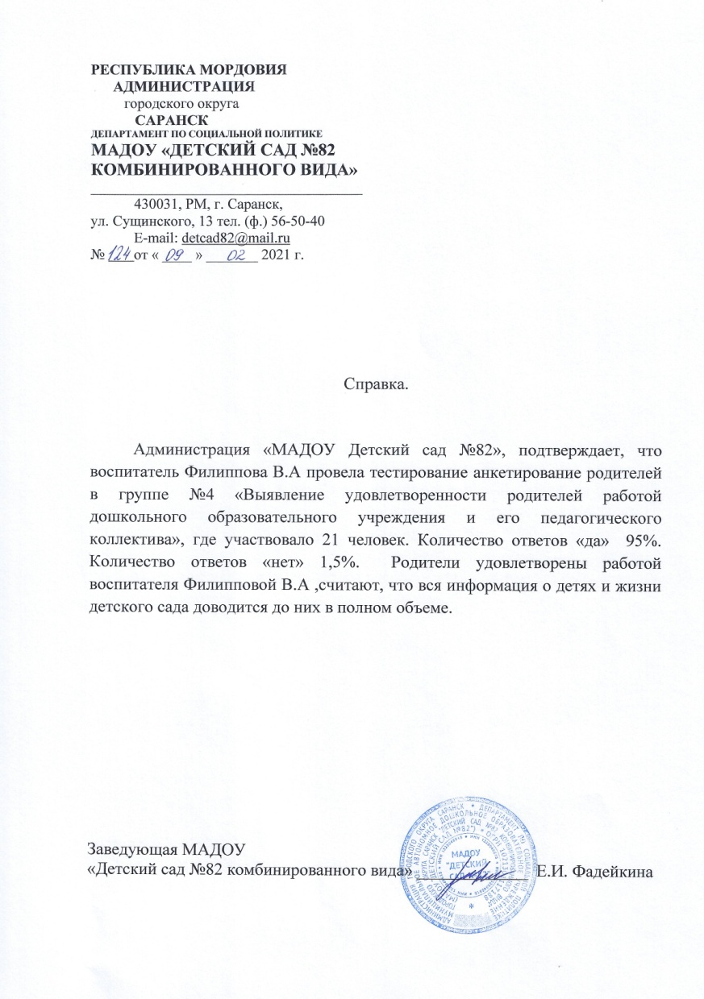 РЕСПУБЛИКА МОРДОВИЯ
АДМИНИСТРАЦИЯ
городского округа
САРАНСК
ДЕПАРТАМЕНТ ПО СОЦИАЛЬНОЙ ПОЛИТИКЕ
МАДОУ «ДЕТСКИЙ САД №82
КОМБИНИРОВАННОГО ВИДА»
430031, РМ, г. Саранск,
ул. Сущинского, 13 тел. (ф.) 56-50-40
E-mail: detcad82@mail.ru
№ 124 от « 09 » 02 2021 г.
Справка.
Администрация «МАДОУ Детский сад №82», подтверждает, что
воспитатель Филиппова В.А провела тестирование анкетирование родителей
в группе №4 «Выявление удовлетворенности родителей работой
дошкольного образовательного учреждения и его педагогического
коллектива», где участвовало 21 человек. Количество ответов «да» 95%.
Количество ответов «нет» 1,5%. Родители удовлетворены работой
воспитателя Филипповой В.А ,считают, что вся информация о детях и жизни
детского сада доводится до них в полном объеме.
Заведующая МАДОУ
«Детский сад №82 комбинированного вида» Е.И. Фадейкина
МАДОУ
"ДЕТСКИЙ